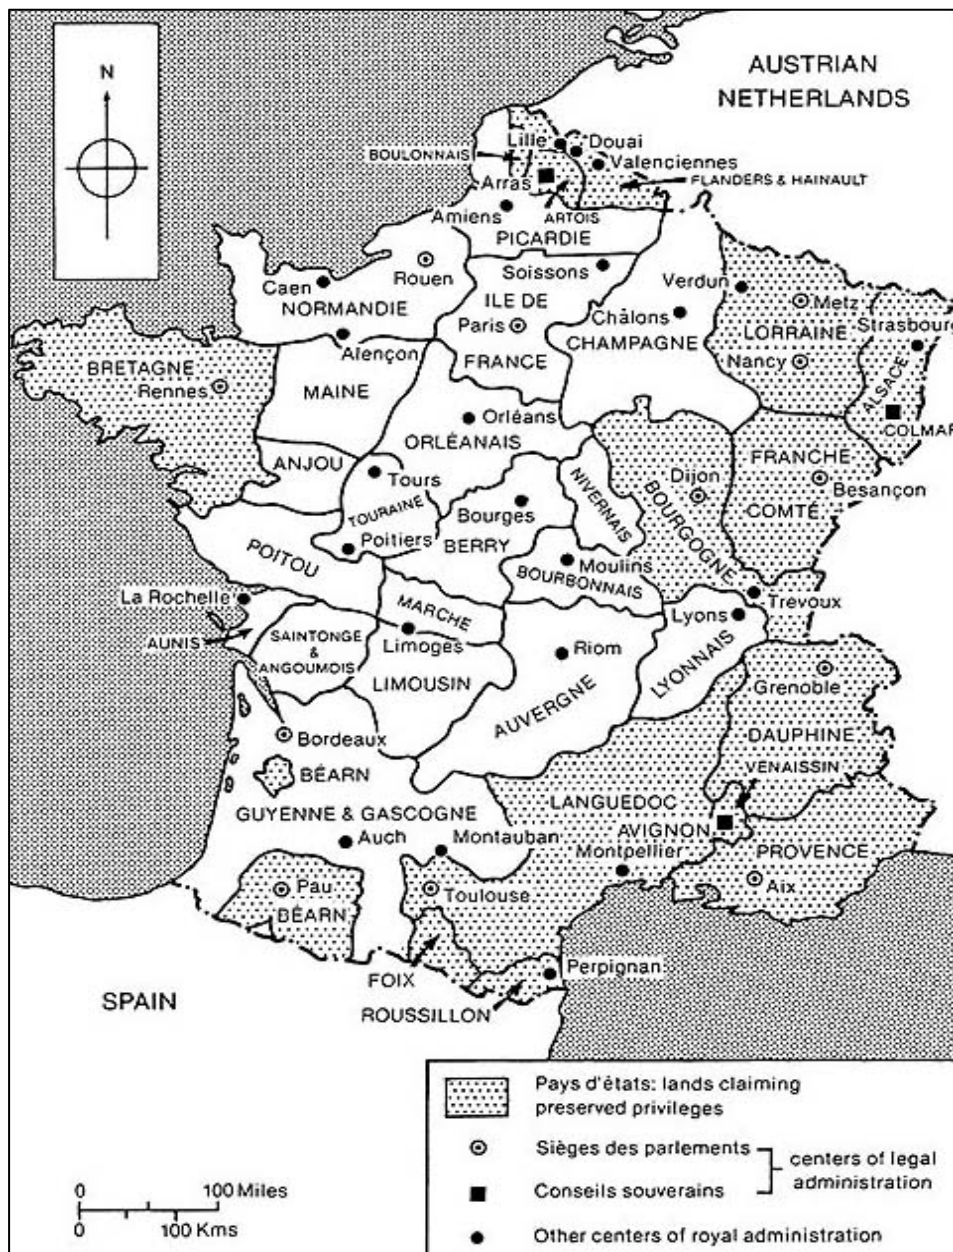 N
AUSTRIAN
NETHERLANDS
Lille
Douai
BOULONNAIS
Valenciennes
Arras
FLANDERS & HAINAULT
Amiens
ARTOIS
PICARDIE
Rouen
Soissons
Verdun
Caen
NORMANDIE
ILE DE
Metz
Paris
Châlons
LORRAINE
Strasbourg
Alençon
FRANCE
CHAMPAGNE
Nancy
BRETAGNE
Rennes
MAINE
ALSACE
Orléans
COLMAR
ORLÉANAIS
ANJOU
Tours
Dijon
FRANCHE
Besançon
TOURAINE
Bourges
NIVERNAIS
BOURGOGNE
COMTÉ
Poitiers
BERRY
POITOU
Moulins
BOURBONNAIS
La Rochelle
MARCHE
Lyons
Trevoux
AUNIS
SAINTONGE
&
ANGOUMOIS
Limoges
Riom
LYONNAIS
LIMOUSIN
AUVERGNE
Grenoble
Bordeaux
DAUPHINE
VENAISSIN
BÉARN
LANGUEDOC
GUYENNE & GASCOGNE
AVIGNON
Auch
Montauban
Montpellier
PROVENCE
Pau
Toulouse
Aix
BÉARN
FOIX
Perpignan
SPAIN
ROUSSILLON
Pays d'états: lands claiming
preserved privileges
Sièges des parlements
centers of legal
administration
Conseils souverains
Other centers of royal administration
0 100 Miles
0 100 Kms